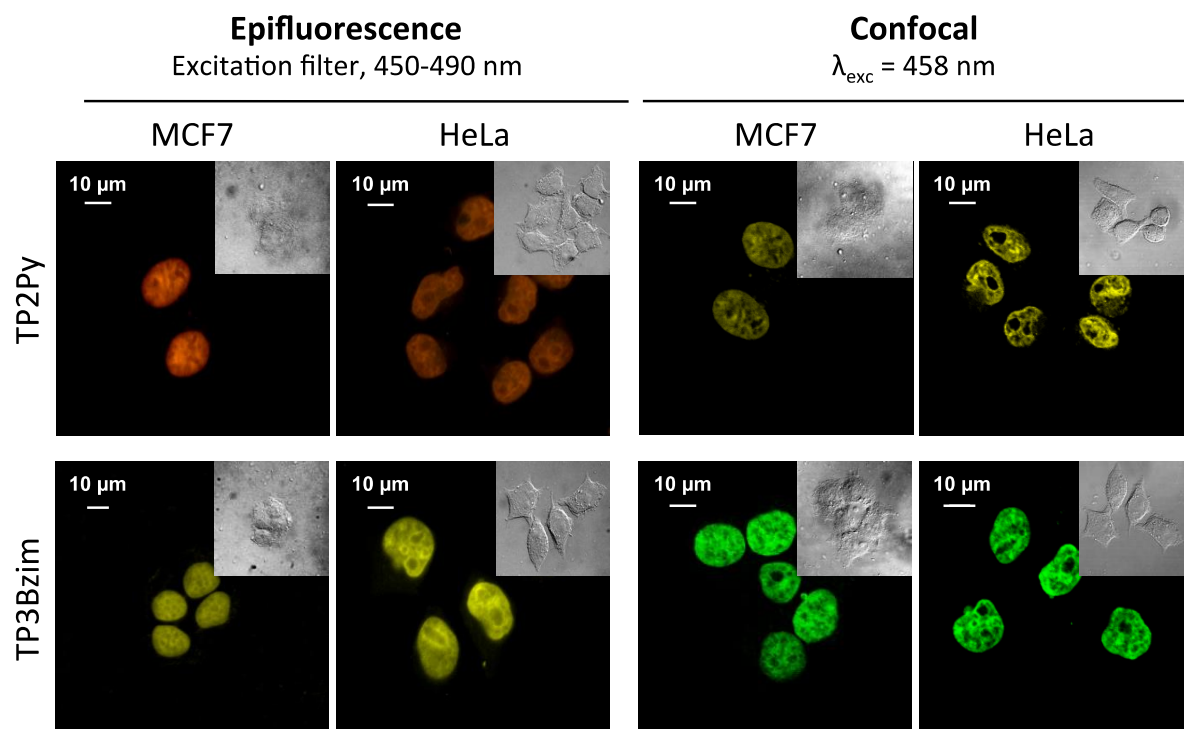 Epifluorescence
Excitation filter, 450-490 nm
Confocal
λexc = 458 nm
MCF7
HeLa
MCF7
HeLa
TP2Py
10 µm
10 µm
10 µm
10 µm
TP3Bzim
10 µm
10 µm
10 µm
10 µm